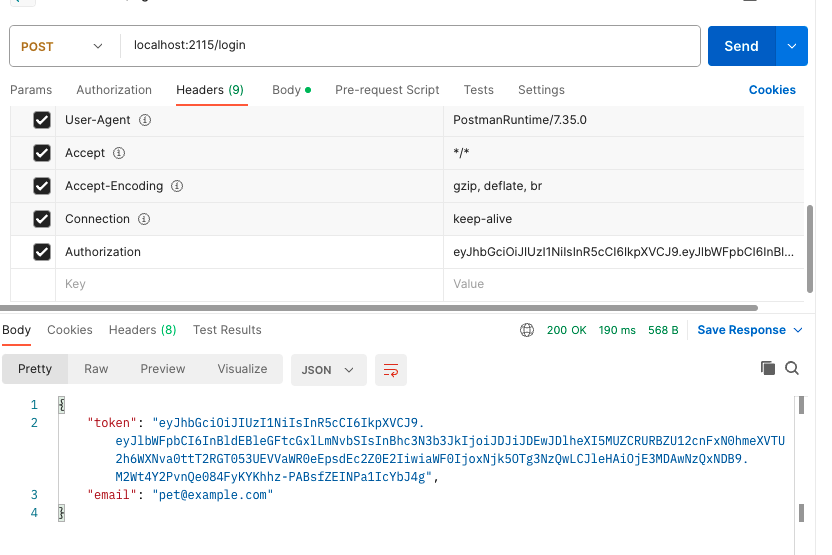 POST
localhost:2115/login
Send
Params Authorization Headers (9) Body Pre-request Script Tests Settings Cookies
User-Agent PostmanRuntime/7.35.0
Accept */*
Accept-Encoding gzip, deflate, br
Connection keep-alive
Authorization eyJhbGciOiJIUzI1NiIsInR5cCI6IkpXVCJ9.eyJlbWFpbCI6InBl...
Key Value
Body Cookies Headers (8) Test Results 200 OK 190 ms 568 B Save Response
Pretty Raw Preview Visualize JSON
1 {
2 "token": "eyJhbGciOiJIUzI1NiIsInR5cCI6IkpXVCJ9.
eyJlbWFpbCI6InBldEBleGFtcGxlLmNvbSIsInBhc3N3b3JkIjoiJDJiJDEwJDlheXI5MUZCRURBZU12cnFxN0hmeXVTU
2h6WXNva0ttT2RGT053UEVVaWR0eEpsdEc2Z0E2IiwiaWF0IjoxNjk5OTg3NzQwLCJleHAiOjE3MDAwNzQxNDB9.
M2Wt4Y2PvnQe084FyKYKhhz-PABsfZEINPa1IcYbJ4g",
3 "email": "pet@example.com"
4 }